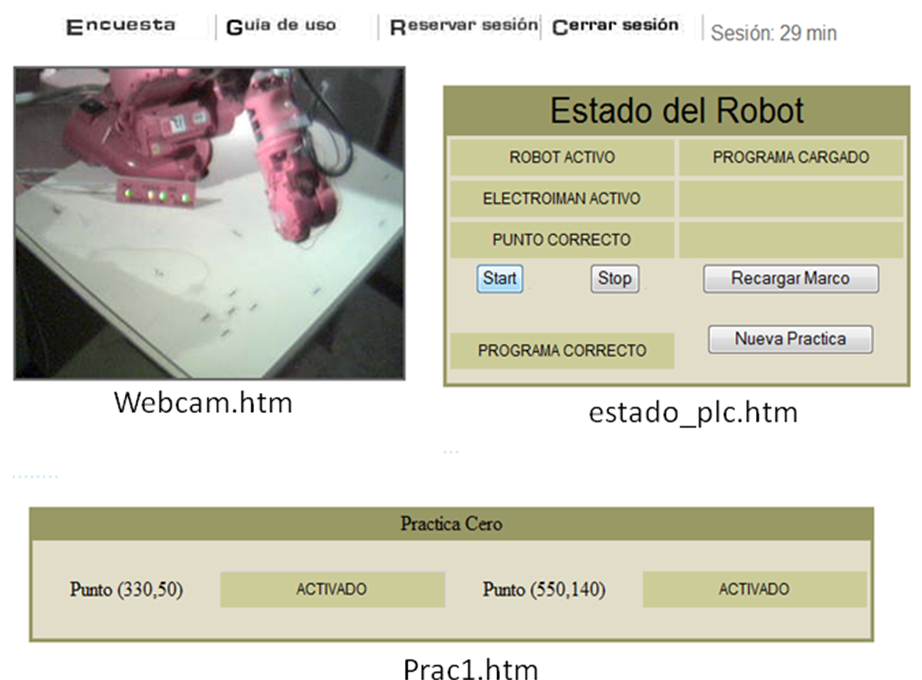 Encuesta Guía de uso Reservar sesión Cerrar sesión Sesión: 29 min
Estado del Robot
ROBOT ACTIVO PROGRAMA CARGADO
ELECTROIMAN ACTIVO
PUNTO CORRECTO
Start Stop Recargar Marco
Nueva Practica
PROGRAMA CORRECTO
Webcam.htm
estado_plc.htm
Practica Cero
Punto (330,50) ACTIVADO Punto (550,140) ACTIVADO
Prac1.htm